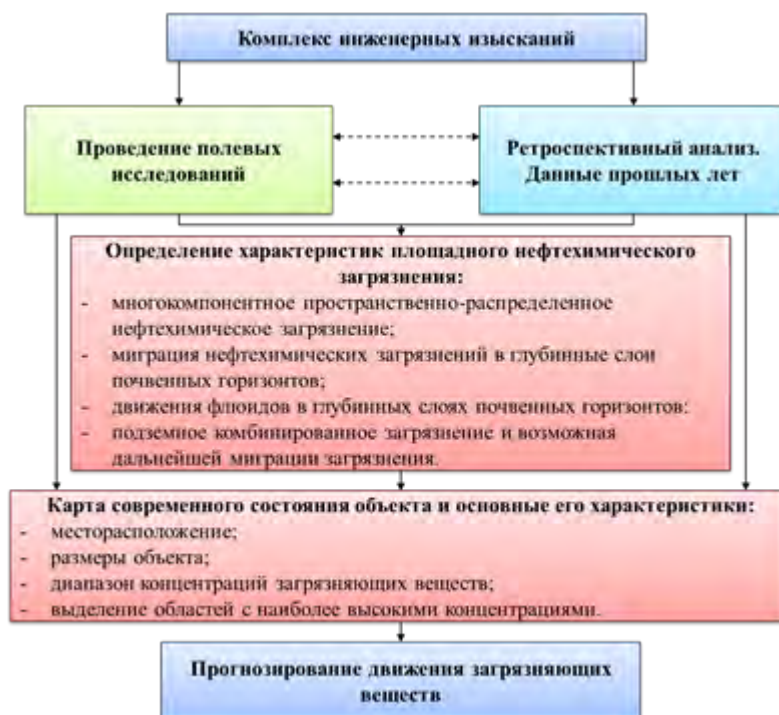 Комплекс инженерных изысканий
Проведение полевых
исследований
Ретроспективный анализ.
Данные прошлых лет
Определение характеристик площадного нефтехимического
загрязнения:
- многокомпонентное пространственно-распределенное
нефтехимическое загрязнение;
- миграция нефтехимических загрязнений в глубинные слои
почвенных горизонтов;
- движения флюидов в глубинных слоях почвенных горизонтов:
- подземное комбинированное загрязнение и возможная
дальнейшей миграции загрязнения.
Карта современного состояния объекта и основные его характеристики:
- месторасположение;
- размеры объекта;
- диапазон концентраций загрязняющих веществ;
- выделение областей с наиболее высокими концентрациями.
Прогнозирование движения загрязняющих
веществ